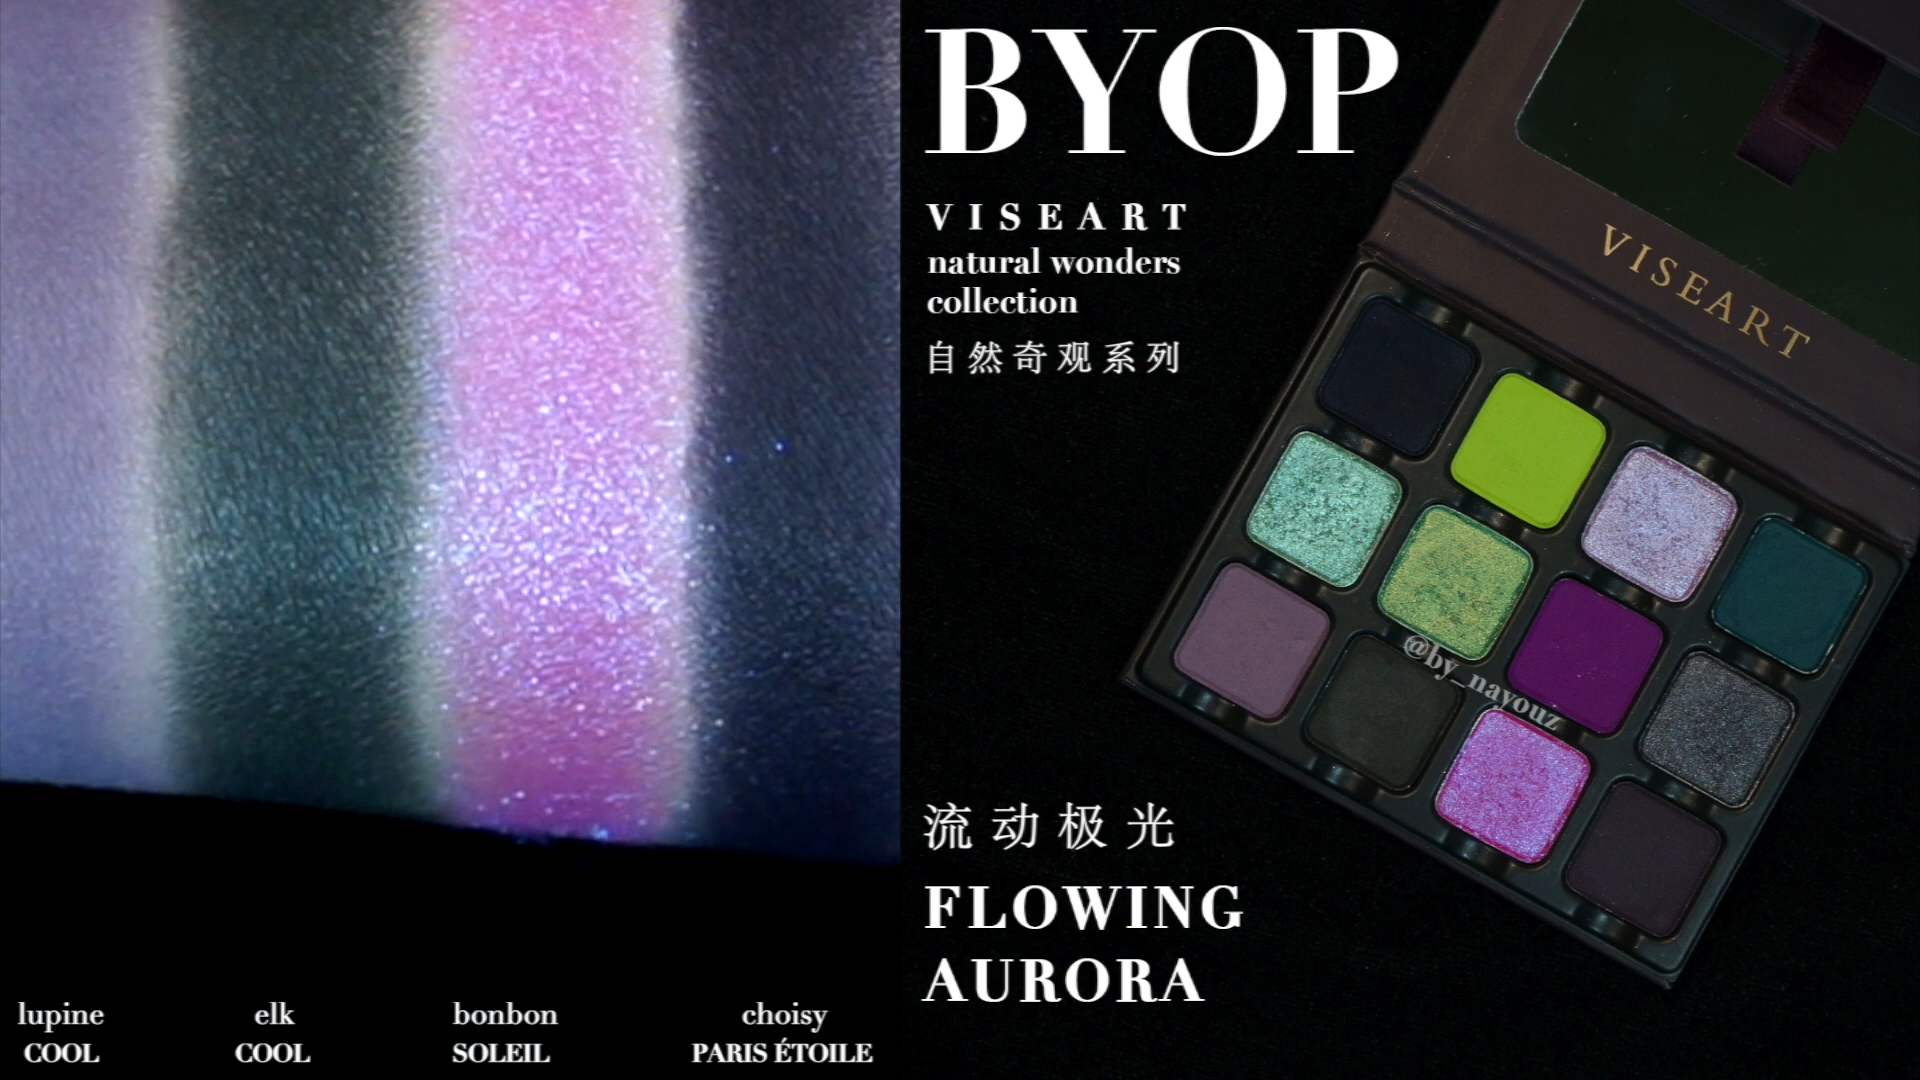 BYOP
VISEART
natural wonders
collection
自然奇观系列
VISEART
@by_nayouz
流动极光
FLOWING
AURORA
lupine
COOL
elk
COOL
bonbon
SOLEIL
choisy
PARIS ÉTOILE